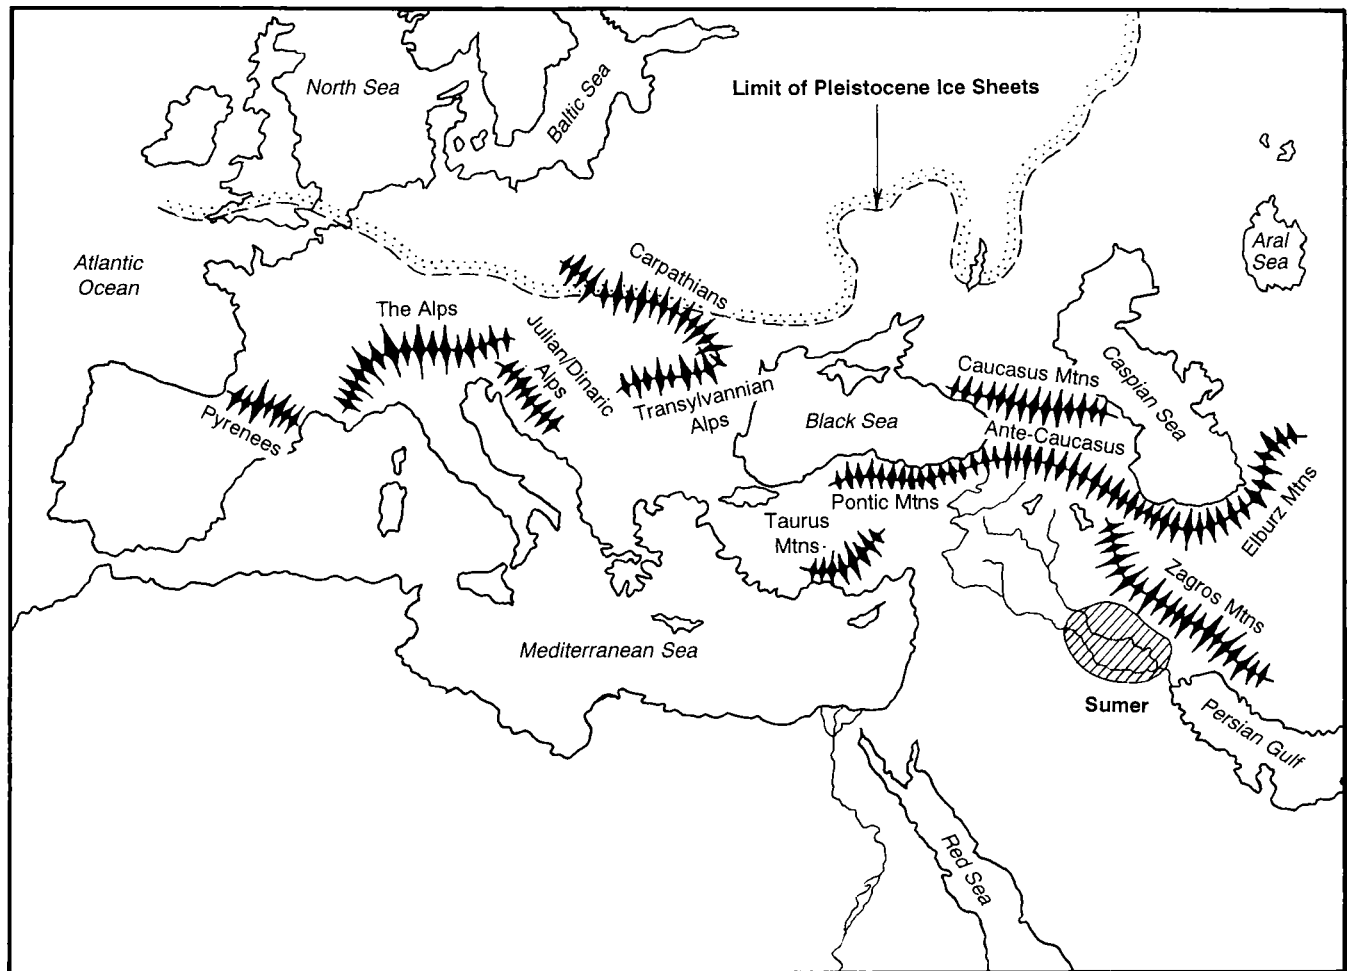 North Sea
Baltic Sea
Limit of Pleistocene Ice Sheets
Atlantic
Ocean
Aral
Sea
Carpathians
The Alps
Julian/Dinaric
Alps
Transylvannian
Alps
Pyrenees
Black Sea
Caucasus Mtns
Caspian Sea
Ante-Caucasus
Pontic Mtns
Elburz Mtns
Taurus
Mtns
Zagros Mtns
Mediterranean Sea
Sumer
Persian Gulf
Red Sea